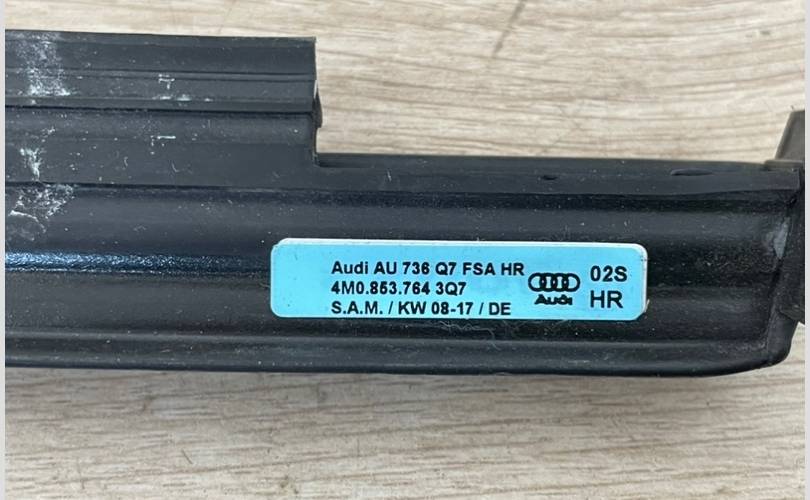 Audi AU 736 Q7 FSA HR
4M0.853.764 3Q7
S.A.M. / KW 08-17 / DE
Audi
02S
HR